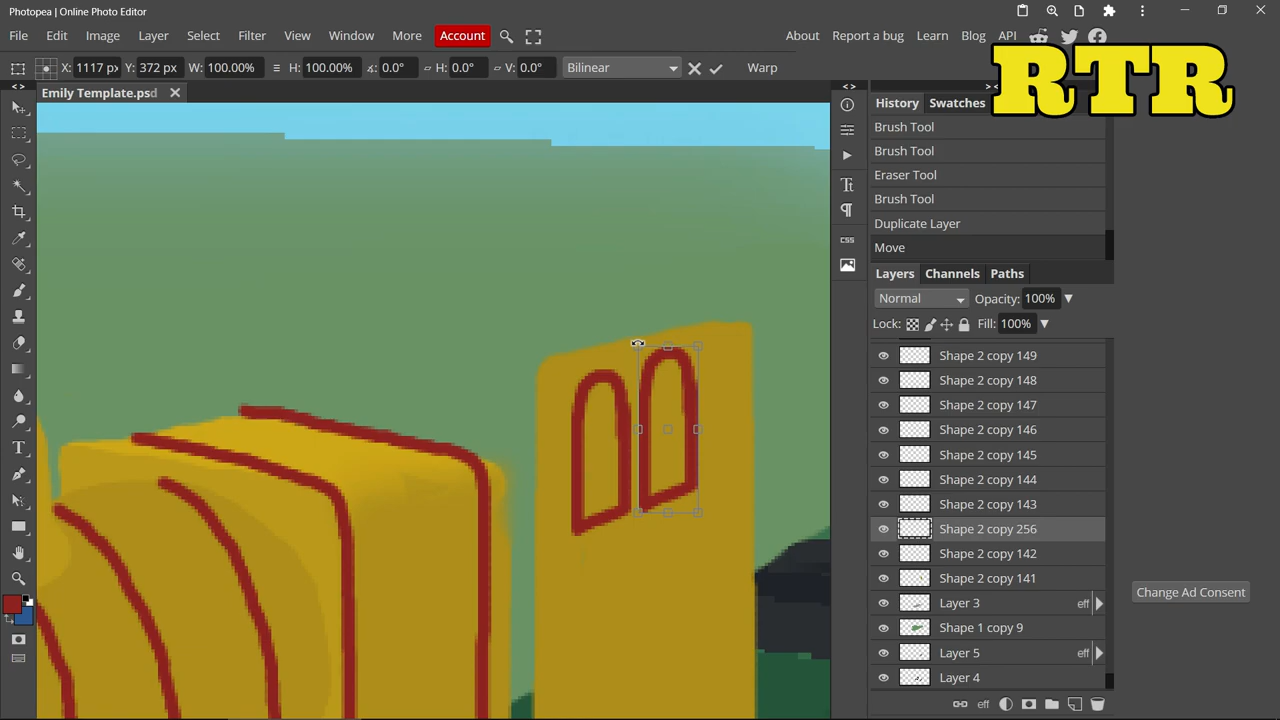 Photopea | Online Photo Editor
File Edit Image Layer Select Filter View Window More Account About Report a bug Learn Blog API
RTR
X: 1117 px Y: 372 px W: 100.00% H: 100.00% 0.0° H: 0.0° V: 0.0° Bilinear Warp
Emily Template.psd
History Swatches
Brush Tool
Brush Tool
Eraser Tool
Brush Tool
Duplicate Layer
Move
CSS
Layers Channels Paths
Normal Opacity: 100%
Lock: Fill: 100%
Shape 2 copy 149
Shape 2 copy 148
Shape 2 copy 147
Shape 2 copy 146
Shape 2 copy 145
Shape 2 copy 144
Shape 2 copy 143
Shape 2 copy 256
Shape 2 copy 142
Shape 2 copy 141
Layer 3 eff
Shape 1 copy 9
Layer 5 eff
Layer 4
eff
Change Ad Consent